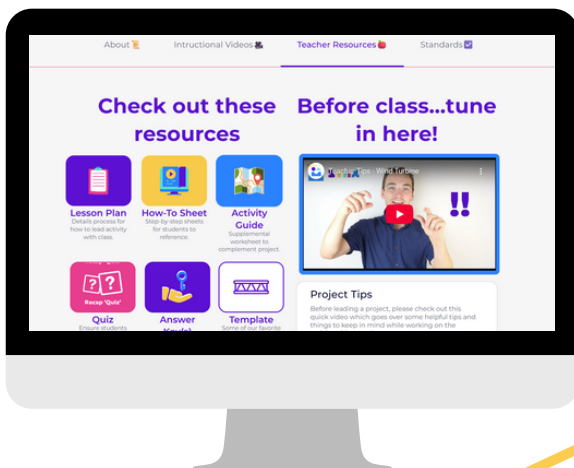 About
Intructional Videos
Teacher Resources
Standards
Check out these
resources
Before class...tune
in here!
Lesson Plan
Details process for
how to lead activity
with class.
How-To Sheet
Step-by-step sheets
for students to
reference.
Activity
Guide
Supplemental
worksheet to
complement project.
Teachin' Tips - Wind Turbine
!!
Recap 'Quiz'
Quiz
Ensure students
Answer
Template
Some of our favorite
Project Tips
Before leading a project, please check out this
quick video which goes over some helpful tips and
things to keep in mind while working on the